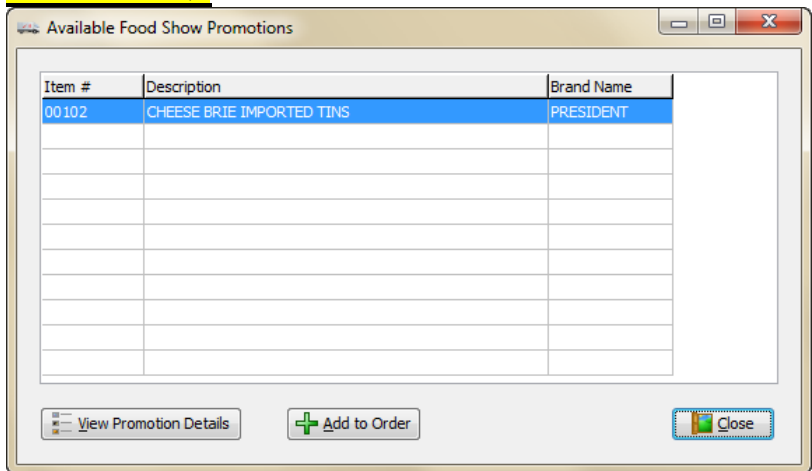 Available Food Show Promotions
Item # Description Brand Name
00102 CHEESE BRIE IMPORTED TINS PRESIDENT
View Promotion Details Add to Order Close